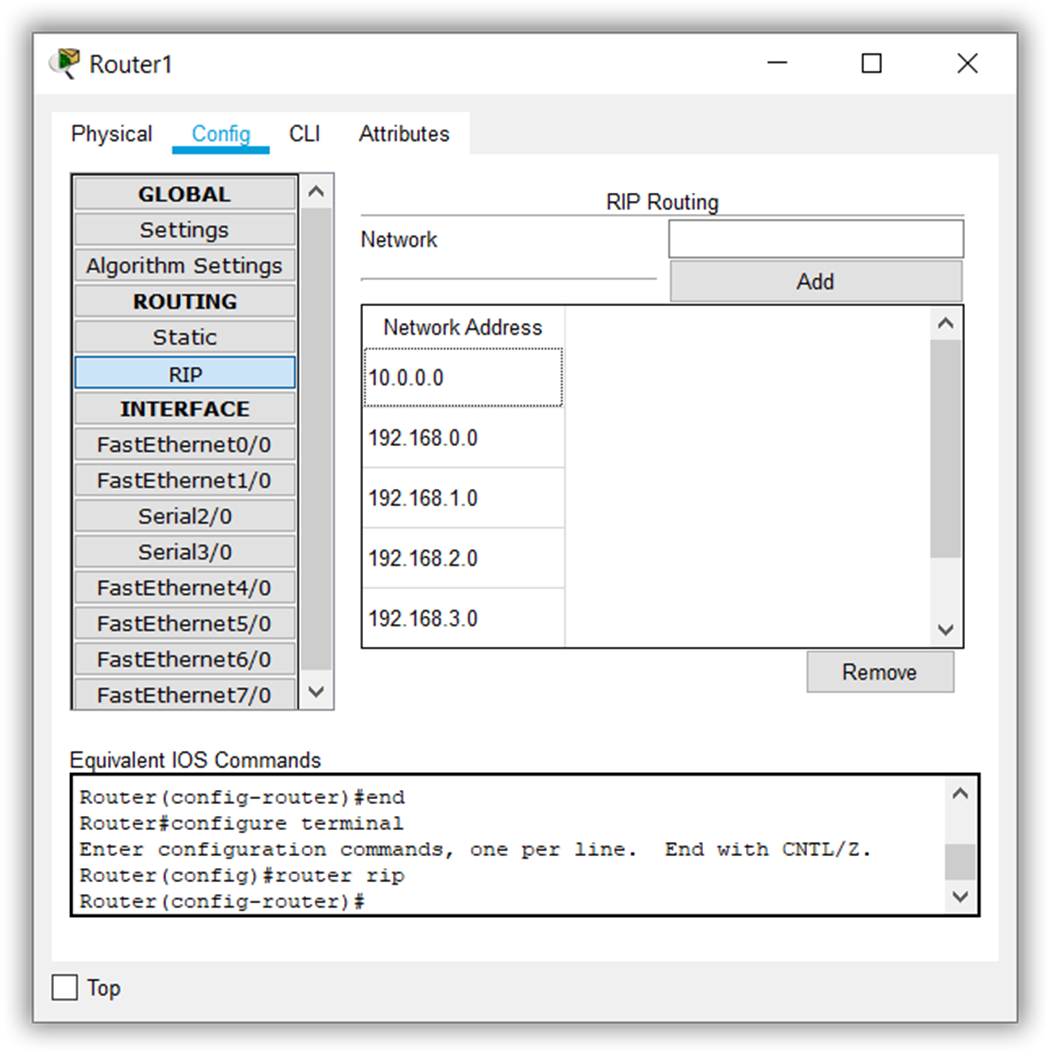 Router1
Physical Config CLI Attributes
GLOBAL
Settings
Algorithm Settings
ROUTING
Static
RIP
INTERFACE
FastEthernet0/0
FastEthernet1/0
Serial2/0
Serial3/0
FastEthernet4/0
FastEthernet5/0
FastEthernet6/0
FastEthernet7/0
RIP Routing
Network
Add
Network Address
10.0.0.0
192.168.0.0
192.168.1.0
192.168.2.0
192.168.3.0
Remove
Equivalent IOS Commands
Router(config-router)#end
Router#configure terminal
Enter configuration commands, one per line.  End with CNTL/Z.
Router(config)#router rip
Router(config-router)#
Top